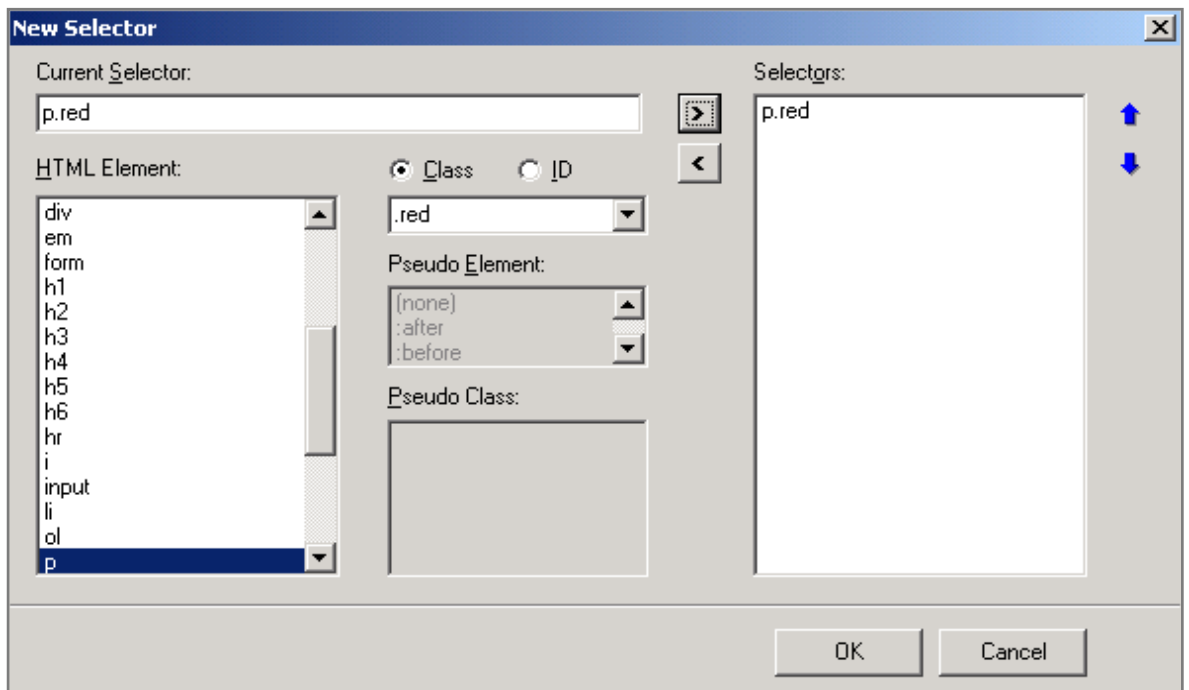 New Selector
Current Selector:
p.red
HTML Element:
div
em
form
h1
h2
h3
h4
h5
h6
hr
i
input
li
ol
p
Class
ID
.red
Pseudo Element:
(none)
:after
:before
Pseudo Class:
>
<
Selectors:
p.red
OK
Cancel